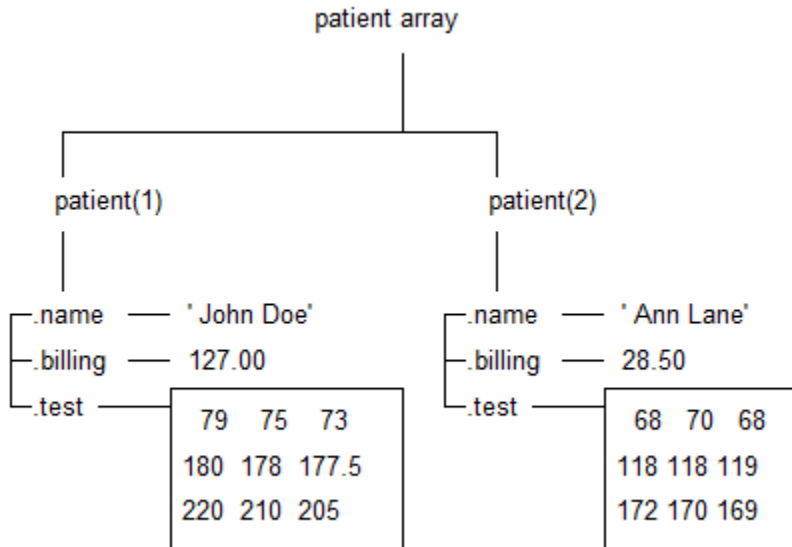 patient array
patient(1)
.name ' John Doe'
.billing 127.00
.test
79 75 73
180 178 177.5
220 210 205
patient(2)
.name ' Ann Lane'
.billing 28.50
.test
68 70 68
118 118 119
172 170 169